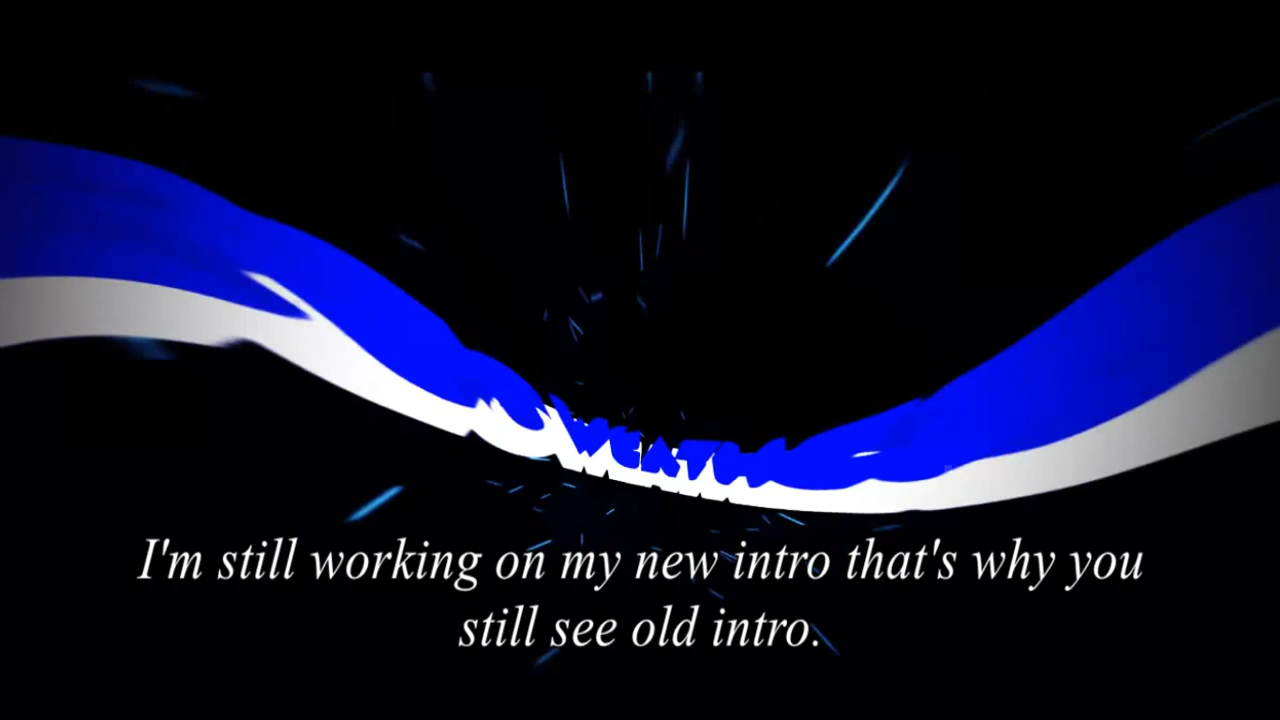 I'm still working on my new intro that's why you
still see old intro.